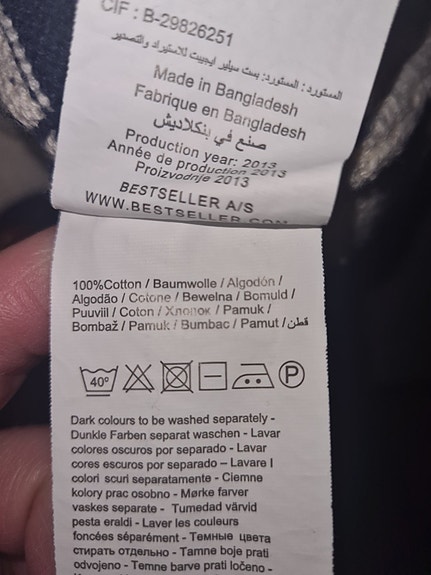 CIF : B-29826251
المستورد: المستورد: بست سيلير ايجيبت للاستيراد والتصدير
Made in Bangladesh
Fabrique en Bangladesh
صنع في بنكلاديش
Production year: 2013
Année de production 2013
Proizvodnje 2013
BESTSELLER A/S
WWW.BESTSELLER.COM
100%Cotton / Baumwolle / Algodón /
Algodão / Cotone / Bewelna / Bomuld /
Puuviil / Coton / Хлопок / Pamuk /
Bombaž / Pamuk / Bumbac / Pamut / قطن
40°
P
Dark colours to be washed separately -
Dunkle Farben separat waschen - Lavar
colores oscuros por separado - Lavar
cores escuros por separado – Lavare I
colori scuri separatamente - Ciemne
kolory prac osobno - Mørke farver
vaskes separate - Tumedad värvid
pesta eraldi - Laver les couleurs
foncées séparément - Темные цвета
стирать отдельно - Tamne boje prati
odvojeno - Temne barve prati ločeno -